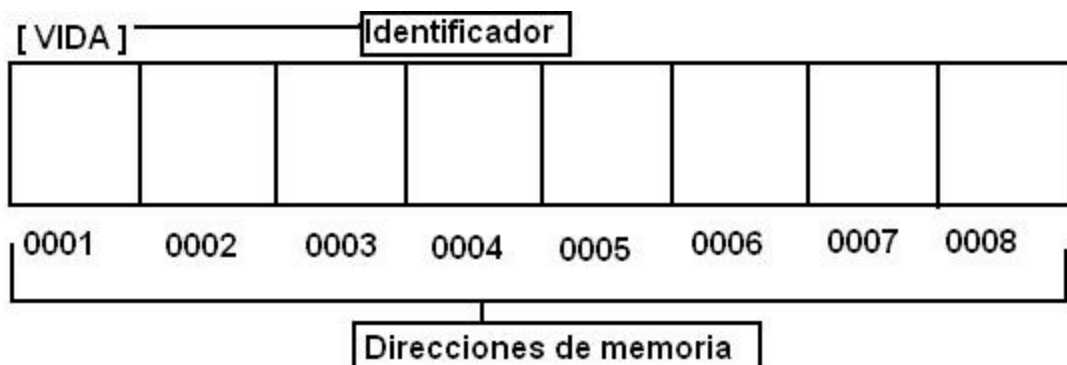 [ VIDA ] Identificador
0001 0002 0003 0004 0005 0006 0007 0008
Direcciones de memoria